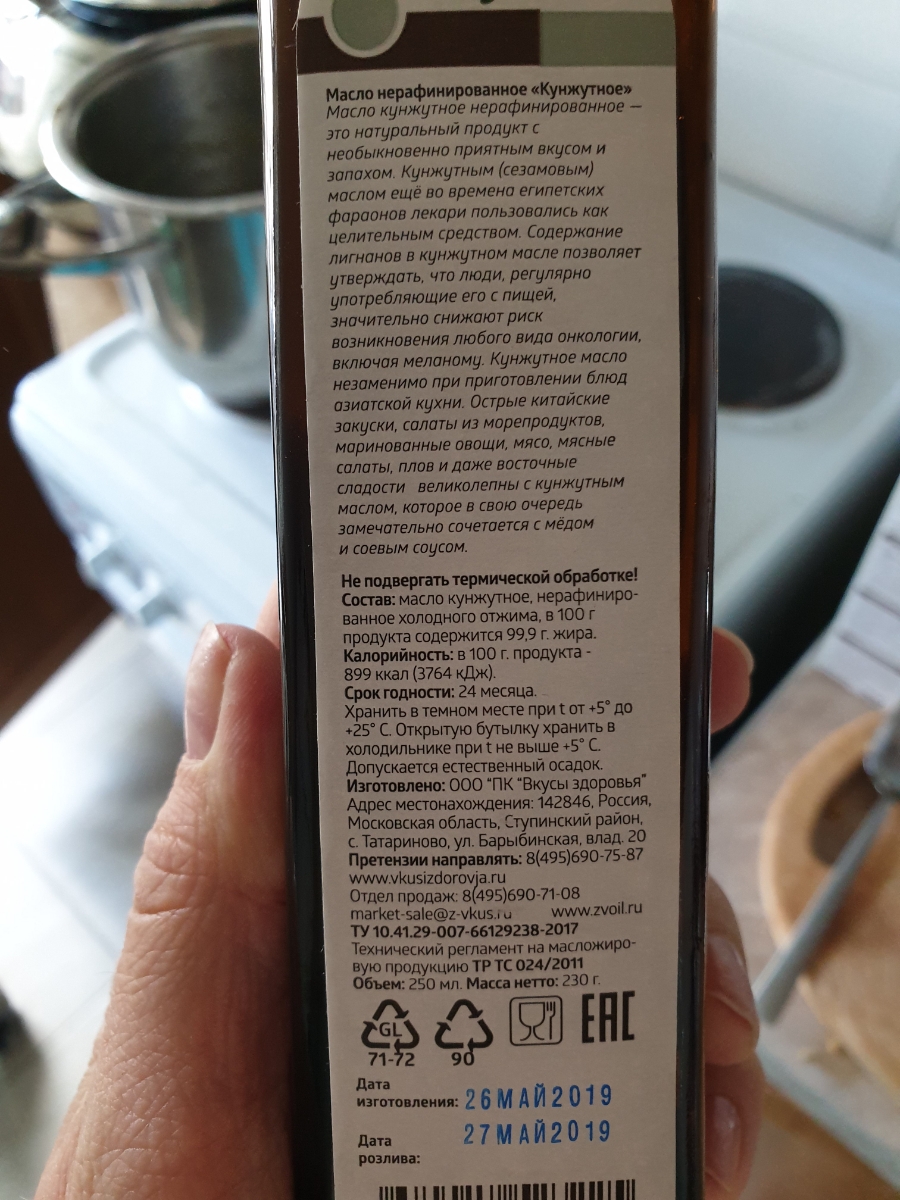 Масло нерафинированное «Кунжутное»
Масло кунжутное нерафинированное —
это натуральный продукт с
необыкновенно приятным вкусом и
запахом. Кунжутным (сезамовым)
маслом ещё во времена египетских
фараонов лекари пользовались как
целительным средством. Содержание
лигнанов в кунжутном масле позволяет
утверждать, что люди, регулярно
употребляющие его с пищей,
значительно снижают риск
возникновения любого вида онкологии,
включая меланому. Кунжутное масло
незаменимо при приготовлении блюд
азиатской кухни. Острые китайские
закуски, салаты из морепродуктов,
маринованные овощи, мясо, мясные
салаты, плов и даже восточные
сладости великолепны с кунжутным
маслом, которое в свою очередь
замечательно сочетается с мёдом
и соевым соусом.
Не подвергать термической обработке!
Состав: масло кунжутное, нерафиниро-
ванное холодного отжима, в 100 г
продукта содержится 99,9 г. жира.
Калорийность: в 100 г. продукта -
899 ккал (3764 кДж).
Срок годности: 24 месяца.
Хранить в темном месте при t от +5° до
+25° С. Открытую бутылку хранить в
холодильнике при t не выше +5° С.
Допускается естественный осадок.
Изготовлено: ООО "ПК "Вкусы здоровья"
Адрес местонахождения: 142846, Россия,
Московская область, Ступинский район,
с. Татариново, ул. Барыбинская, влад. 20
Претензии направлять: 8(495)690-75-87
www.vkusizdorovja.ru
Отдел продаж: 8(495)690-71-08
market-sale@z-vkus.ru www.zvoil.ru
ТУ 10.41.29-007-66129238-2017
Технический регламент на масложиро-
вую продукцию ТР ТС 024/2011
Объем: 250 мл. Масса нетто: 230 г.
GL EAC
71-72 90
Дата
изготовления: 26МАЙ2019
27МАЙ2019
Дата
розлива: